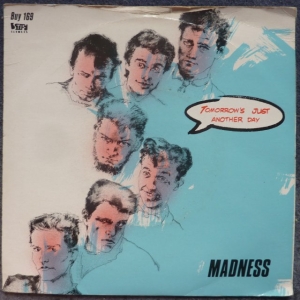 Buy 169
TOMORROW'S JUST
ANOTHER DAY
MADNESS